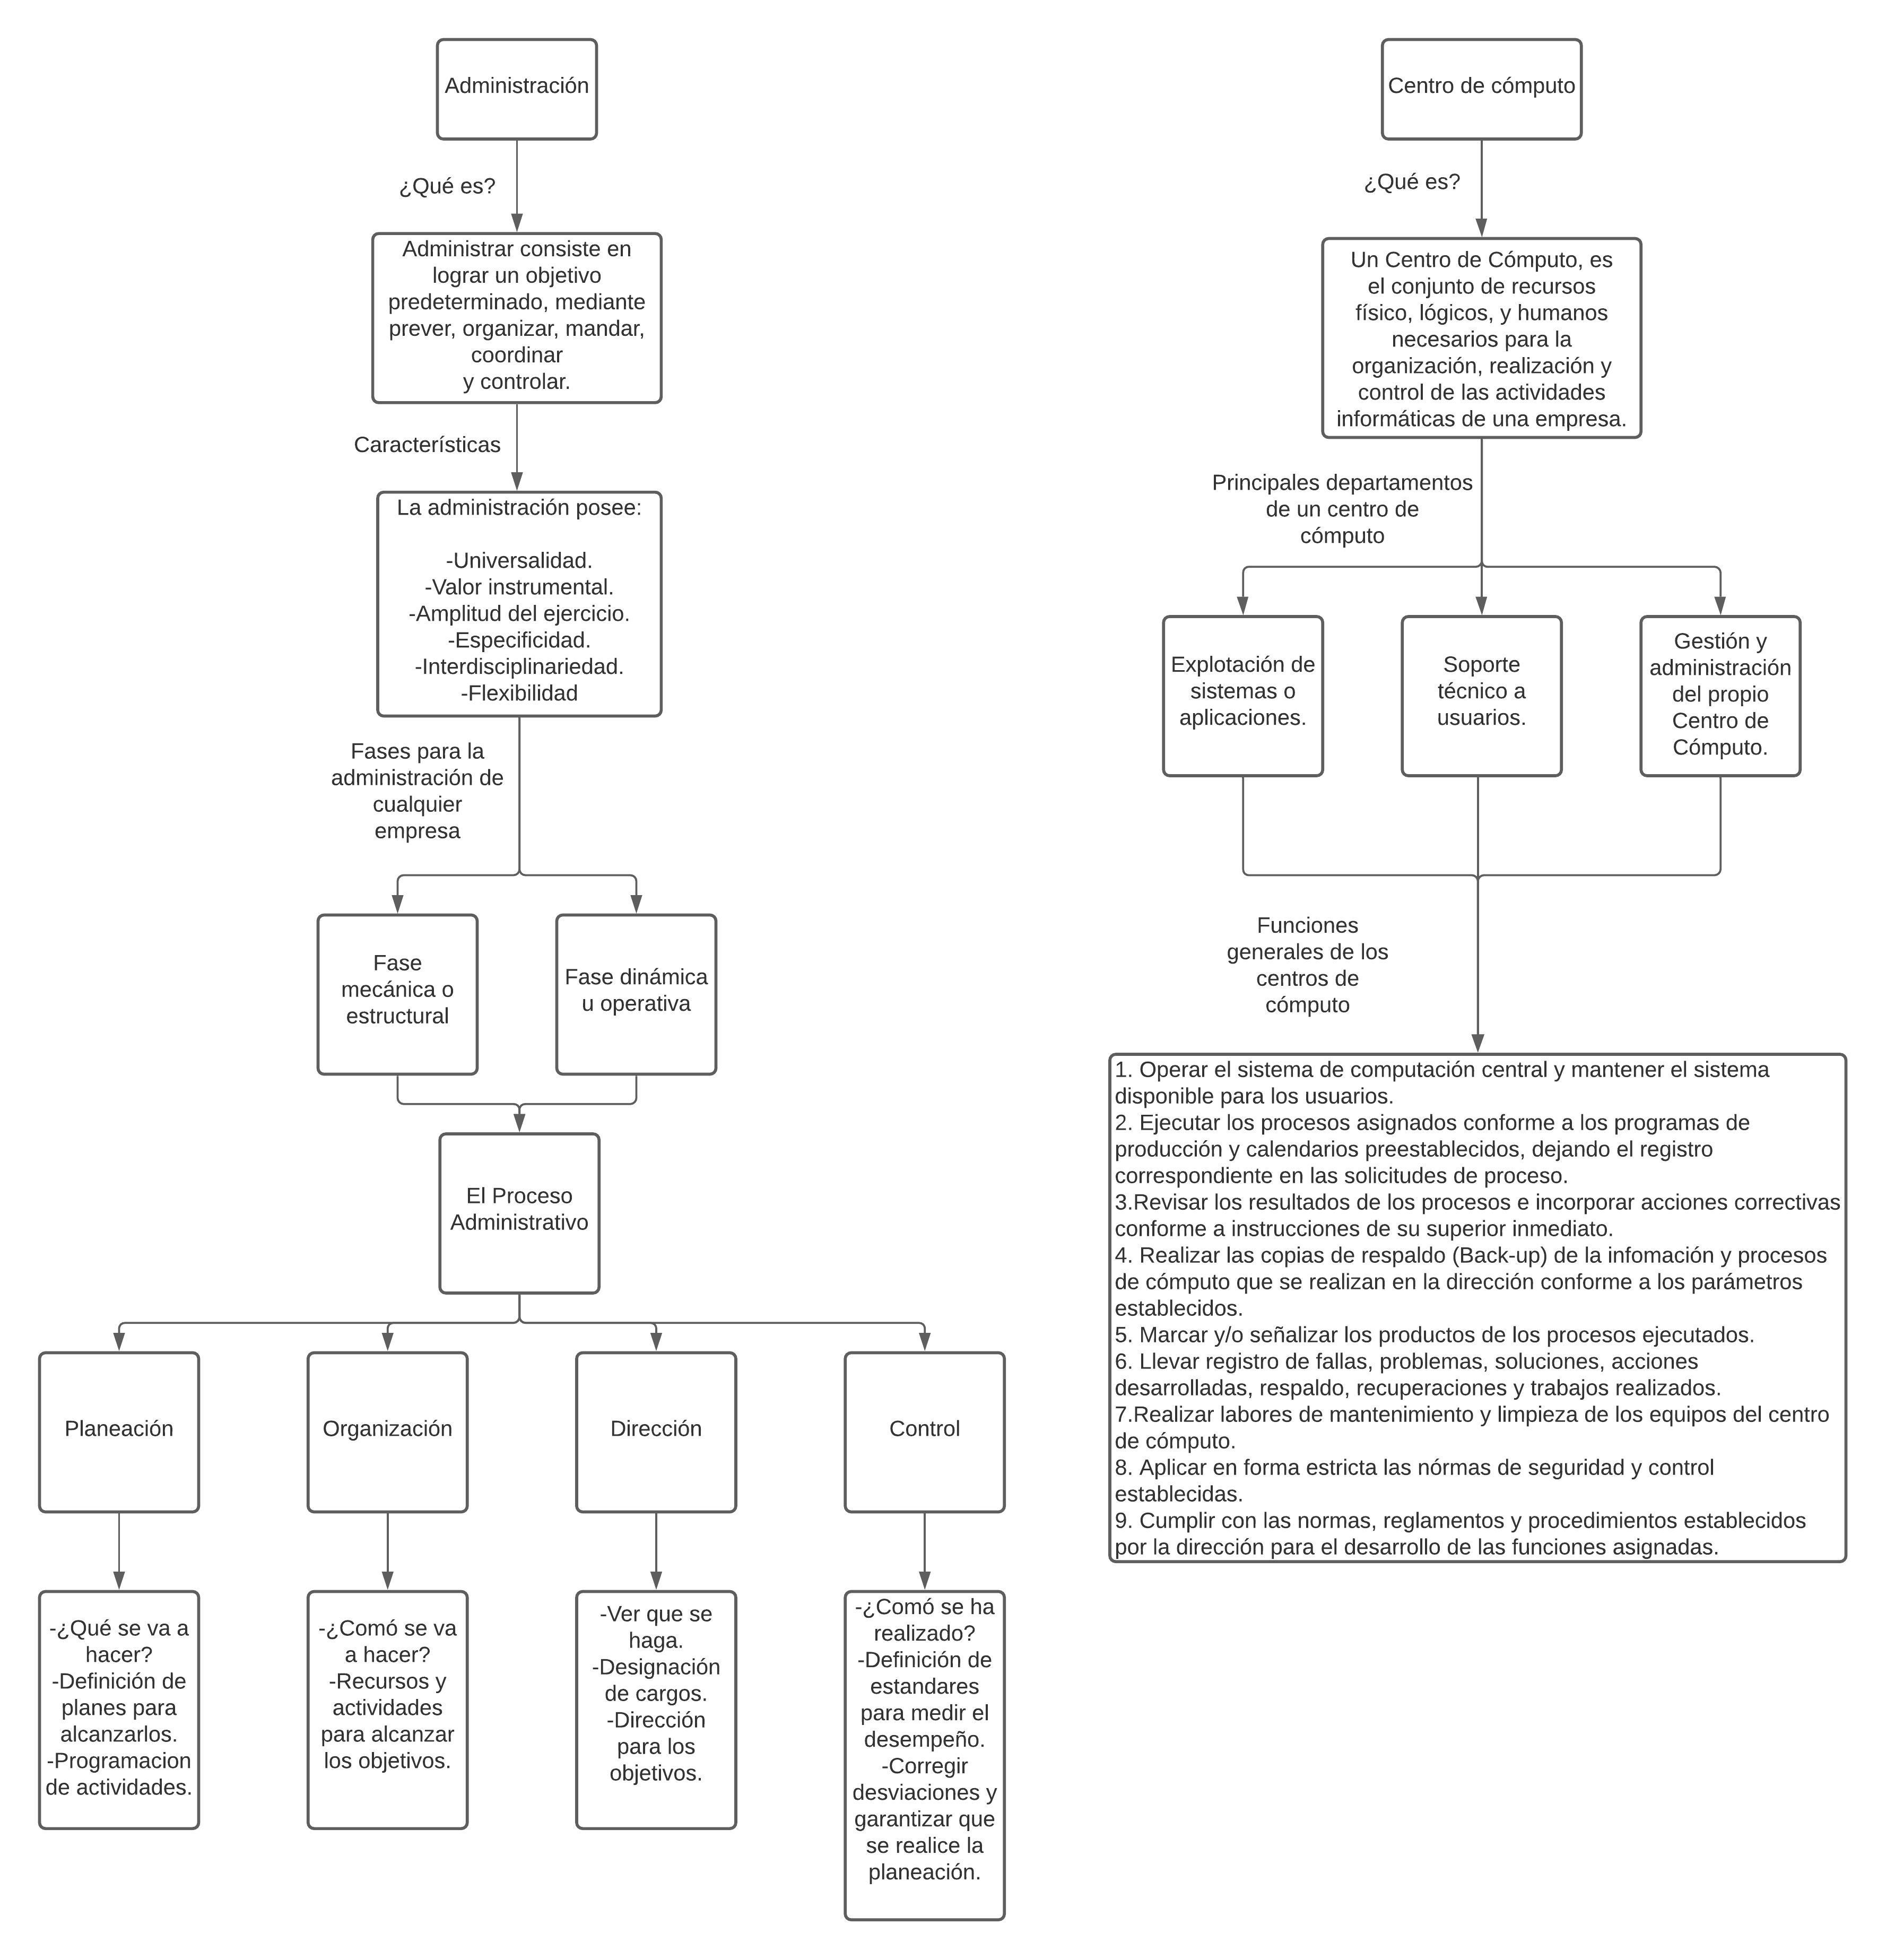 Administración
¿Qué es?
Administrar consiste en
lograr un objetivo
predeterminado, mediante
prever, organizar, mandar,
coordinar
y controlar.
Características
La administración posee:
-Universalidad.
-Valor instrumental.
-Amplitud del ejercicio.
-Especificidad.
-Interdisciplinariedad.
-Flexibilidad
Fases para la
administración de
cualquier
empresa
Fase
mecánica o
estructural
Fase dinámica
u operativa
El Proceso
Administrativo
Planeación
Organización
Dirección
Control
-¿Qué se va a
hacer?
-Definición de
planes para
alcanzarlos.
-Programacion
de actividades.
-¿Comó se va
a hacer?
-Recursos y
actividades
para alcanzar
los objetivos.
-Ver que se
haga.
-Designación
de cargos.
-Dirección
para los
objetivos.
-¿Comó se ha
realizado?
-Definición de
estandares
para medir el
desempeño.
-Corregir
desviaciones y
garantizar que
se realice la
planeación.
Centro de cómputo
¿Qué es?
Un Centro de Cómputo, es
el conjunto de recursos
físico, lógicos, y humanos
necesarios para la
organización, realización y
control de las actividades
informáticas de una empresa.
Principales departamentos
de un centro de
cómputo
Explotación de
sistemas o
aplicaciones.
Soporte
técnico a
usuarios.
Gestión y
administración
del propio
Centro de
Cómputo.
Funciones
generales de los
centros de
cómputo
1. Operar el sistema de computación central y mantener el sistema
disponible para los usuarios.
2. Ejecutar los procesos asignados conforme a los programas de
producción y calendarios preestablecidos, dejando el registro
correspondiente en las solicitudes de proceso.
3.Revisar los resultados de los procesos e incorporar acciones correctivas
conforme a instrucciones de su superior inmediato.
4. Realizar las copias de respaldo (Back-up) de la infomación y procesos
de cómputo que se realizan en la dirección conforme a los parámetros
establecidos.
5. Marcar y/o señalizar los productos de los procesos ejecutados.
6. Llevar registro de fallas, problemas, soluciones, acciones
desarrolladas, respaldo, recuperaciones y trabajos realizados.
7.Realizar labores de mantenimiento y limpieza de los equipos del centro
de cómputo.
8. Aplicar en forma estricta las nórmas de seguridad y control
establecidas.
9. Cumplir con las normas, reglamentos y procedimientos establecidos
por la dirección para el desarrollo de las funciones asignadas.